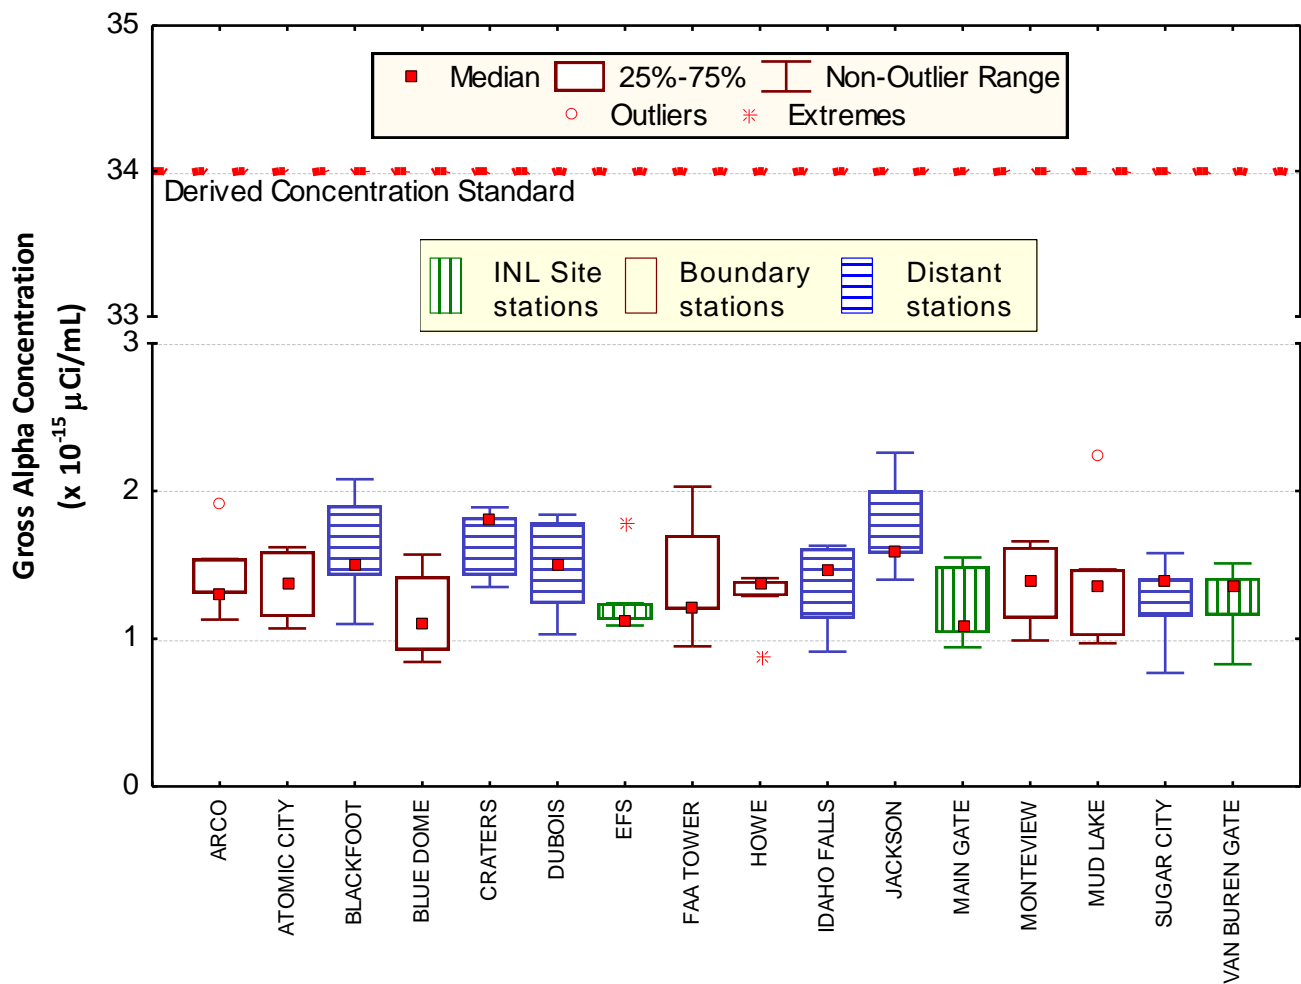 35
Median 25%-75% Non-Outlier Range
Outliers Extremes
34
Derived Concentration Standard
INL Site Boundary Distant
stations stations stations
33
3
Gross Alpha Concentration
(x 10⁻¹⁵ μCi/mL)
2
1
0
ARCO
ATOMIC CITY
BLACKFOOT
BLUE DOME
CRATERS
DUBOIS
EFS
FAA TOWER
HOWE
IDAHO FALLS
JACKSON
MAIN GATE
MONTEVIEW
MUD LAKE
SUGAR CITY
VAN BUREN GATE